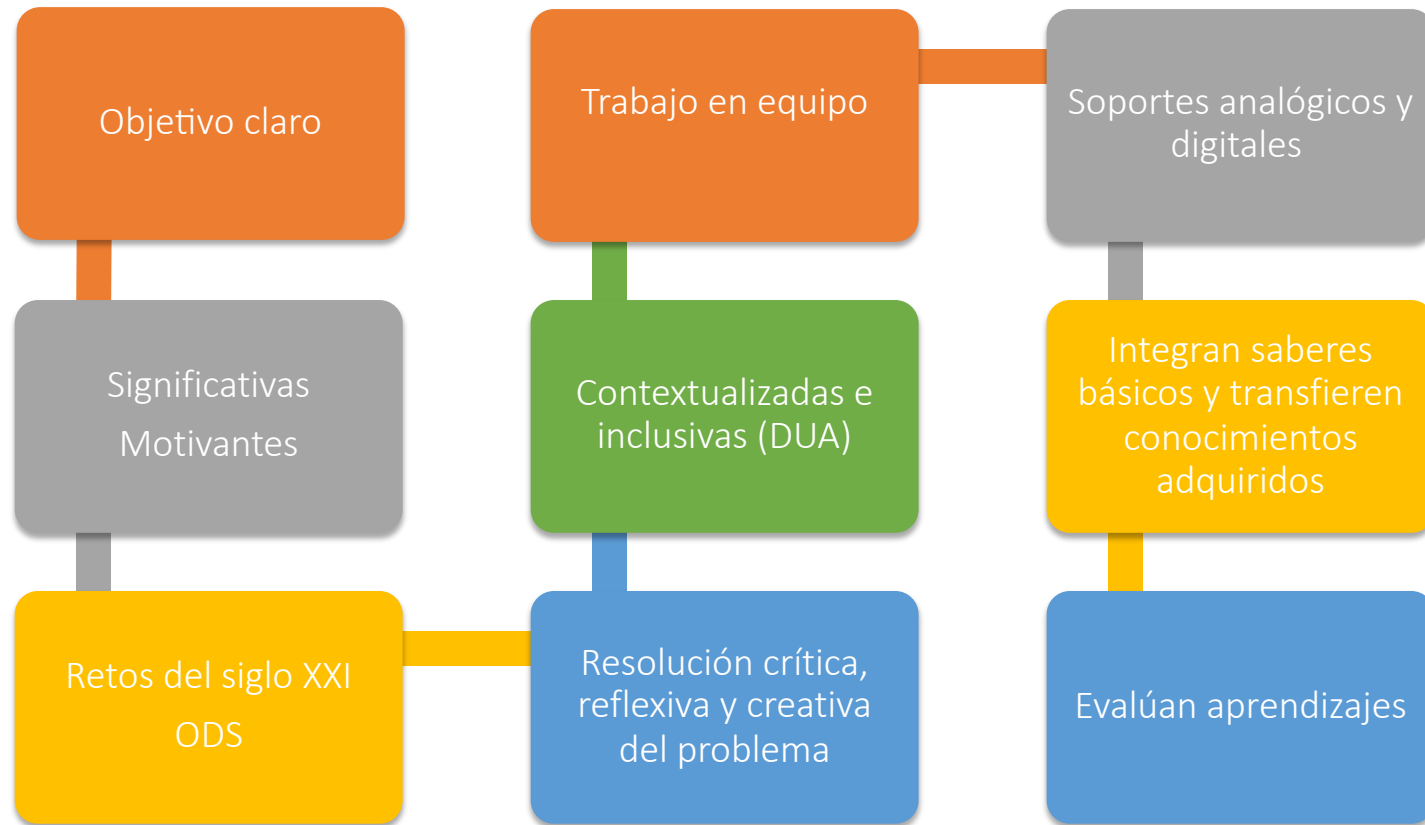 Objetivo claro
Significativas
Motivantes
Retos del siglo XXI
ODS
Resolución crítica,
reflexiva y creativa
del problema
Contextualizadas e
inclusivas (DUA)
Trabajo en equipo
Soportes analógicos y
digitales
Integran saberes
básicos y transfieren
conocimientos
adquiridos
Evalúan aprendizajes